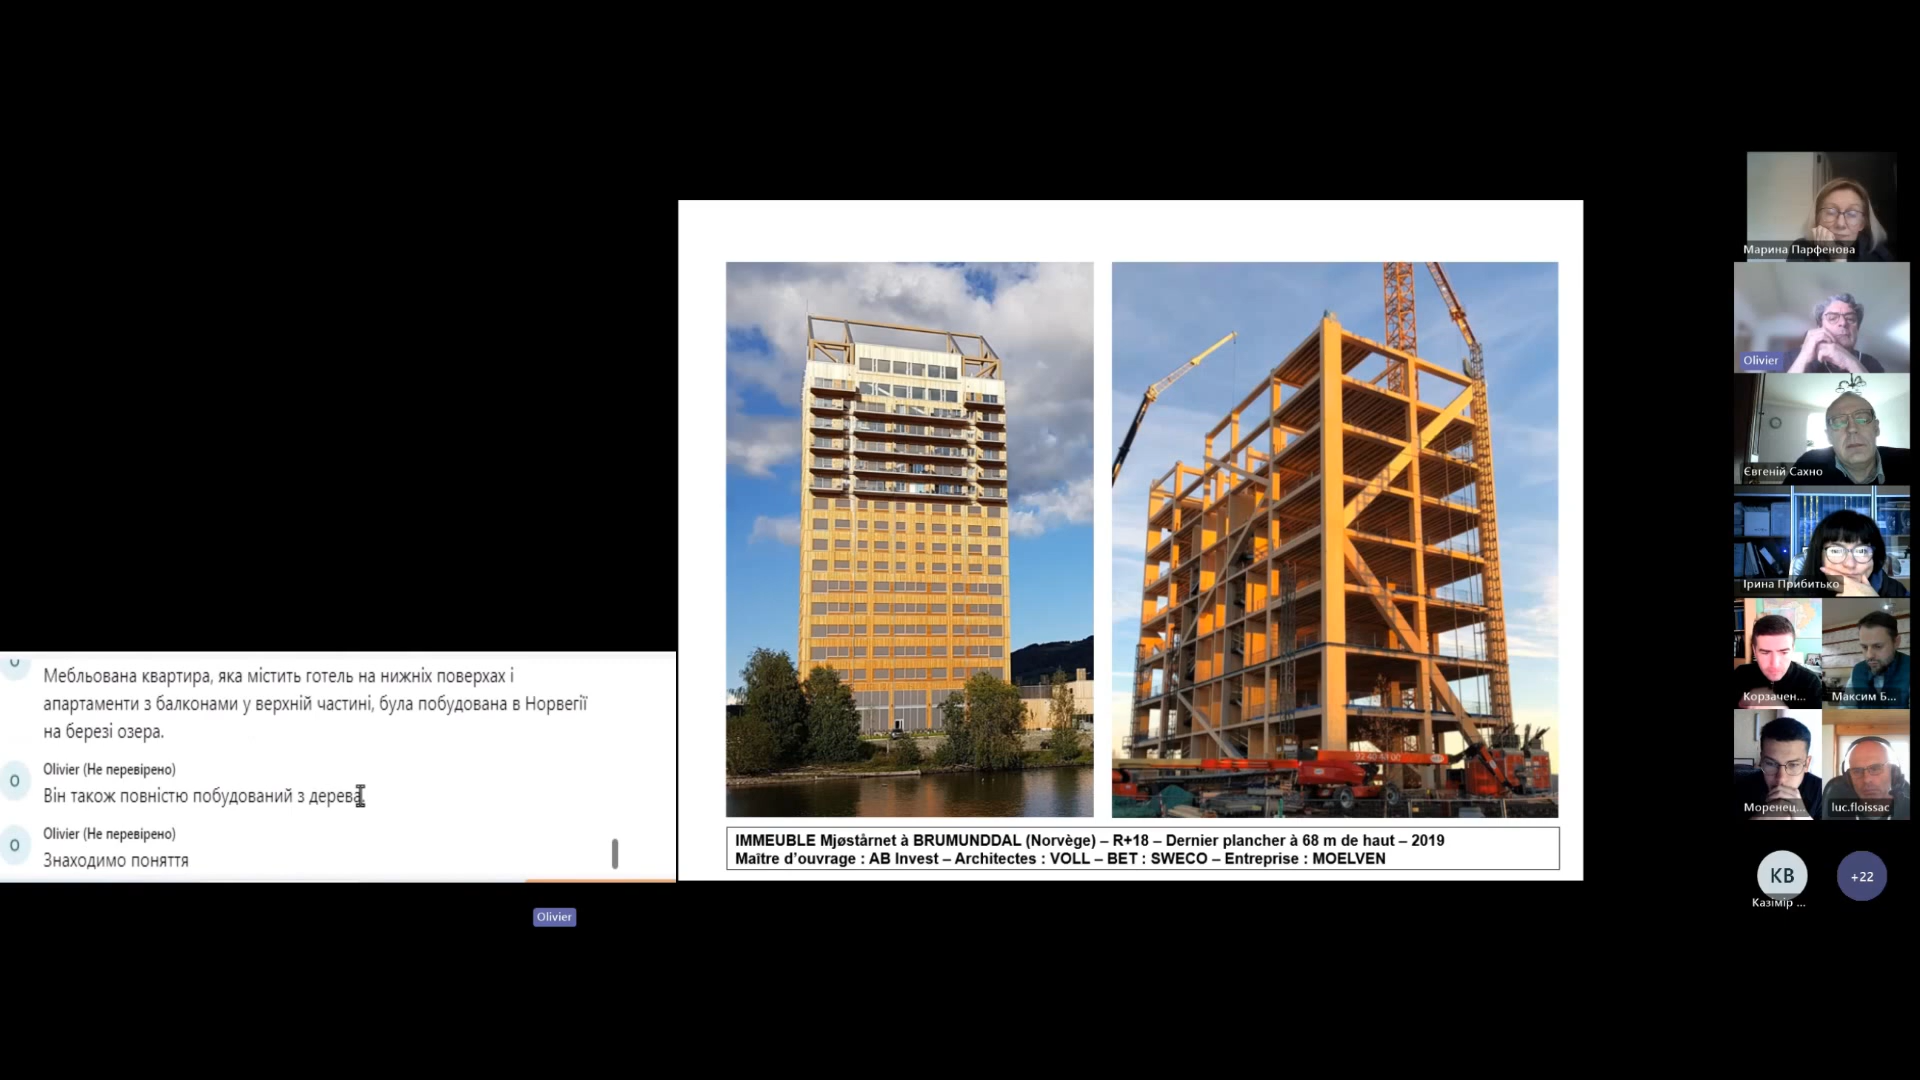 Мебльована квартира, яка містить готель на нижніх поверхах і
апартаменти з балконами у верхній частині, була побудована в Норвегії
на березі озера.
O
Olivier (Не перевірено)
Він також повністю побудований з дерева
O
Olivier (Не перевірено)
Знаходимо поняття
Olivier
IMMEUBLE Mjøstårnet à BRUMUNDDAL (Norvège) – R+18 – Dernier plancher à 68 m de haut – 2019
Maître d’ouvrage : AB Invest – Architectes : VOLL – BET : SWECO – Entreprise : MOELVEN
Марина Парфенова
Olivier
Євгеній Сахно
Ірина Прибитько
Корзачен...
Максим Б...
Моренец...
luc.floissac
КВ
Казімір ...
+22